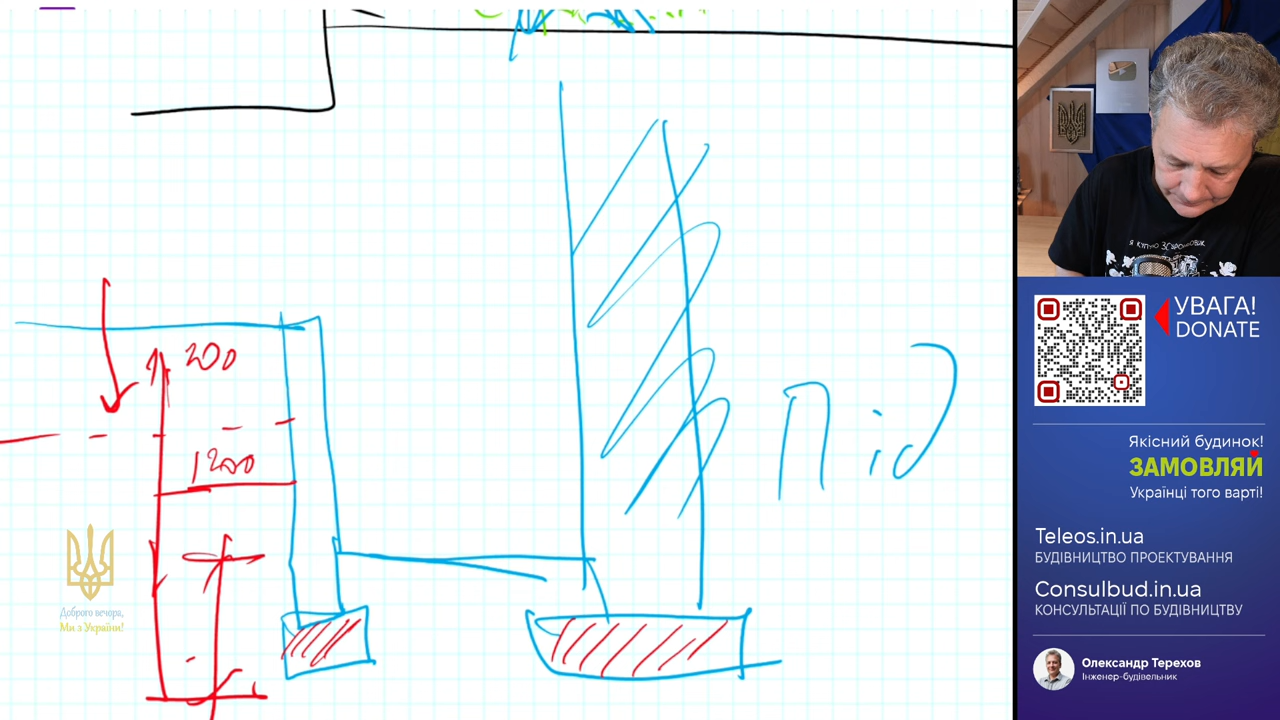 200
1200
Під
Доброго вечора,
Ми з України!
Я КУПУЮ
УВАГА!
DONATE
Якісний будинок!
ЗАМОВЛЯЙ
Українці того варті!
Teleos.in.ua
БУДІВНИЦТВО ПРОЕКТУВАННЯ
Consulbud.in.ua
КОНСУЛЬТАЦІЇ ПО БУДІВНИЦТВУ
Олександр Терехов
Інженер-будівельник